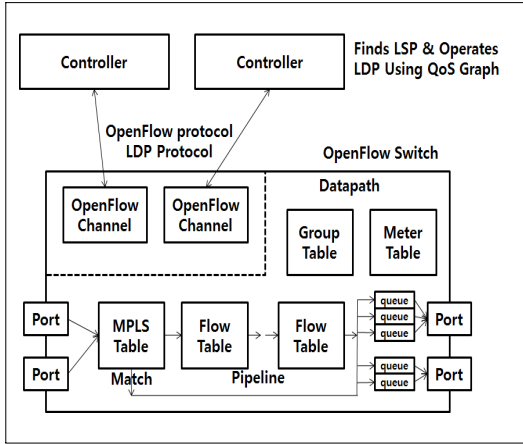 Controller
Controller
Finds LSP & Operates
LDP Using QoS Graph
OpenFlow protocol
LDP Protocol
OpenFlow Switch
Datapath
OpenFlow
Channel
OpenFlow
Channel
Group
Table
Meter
Table
Port
Port
MPLS
Table
Match
Flow
Table
Pipeline
Flow
Table
queue
queue
queue
queue
queue
Port
Port